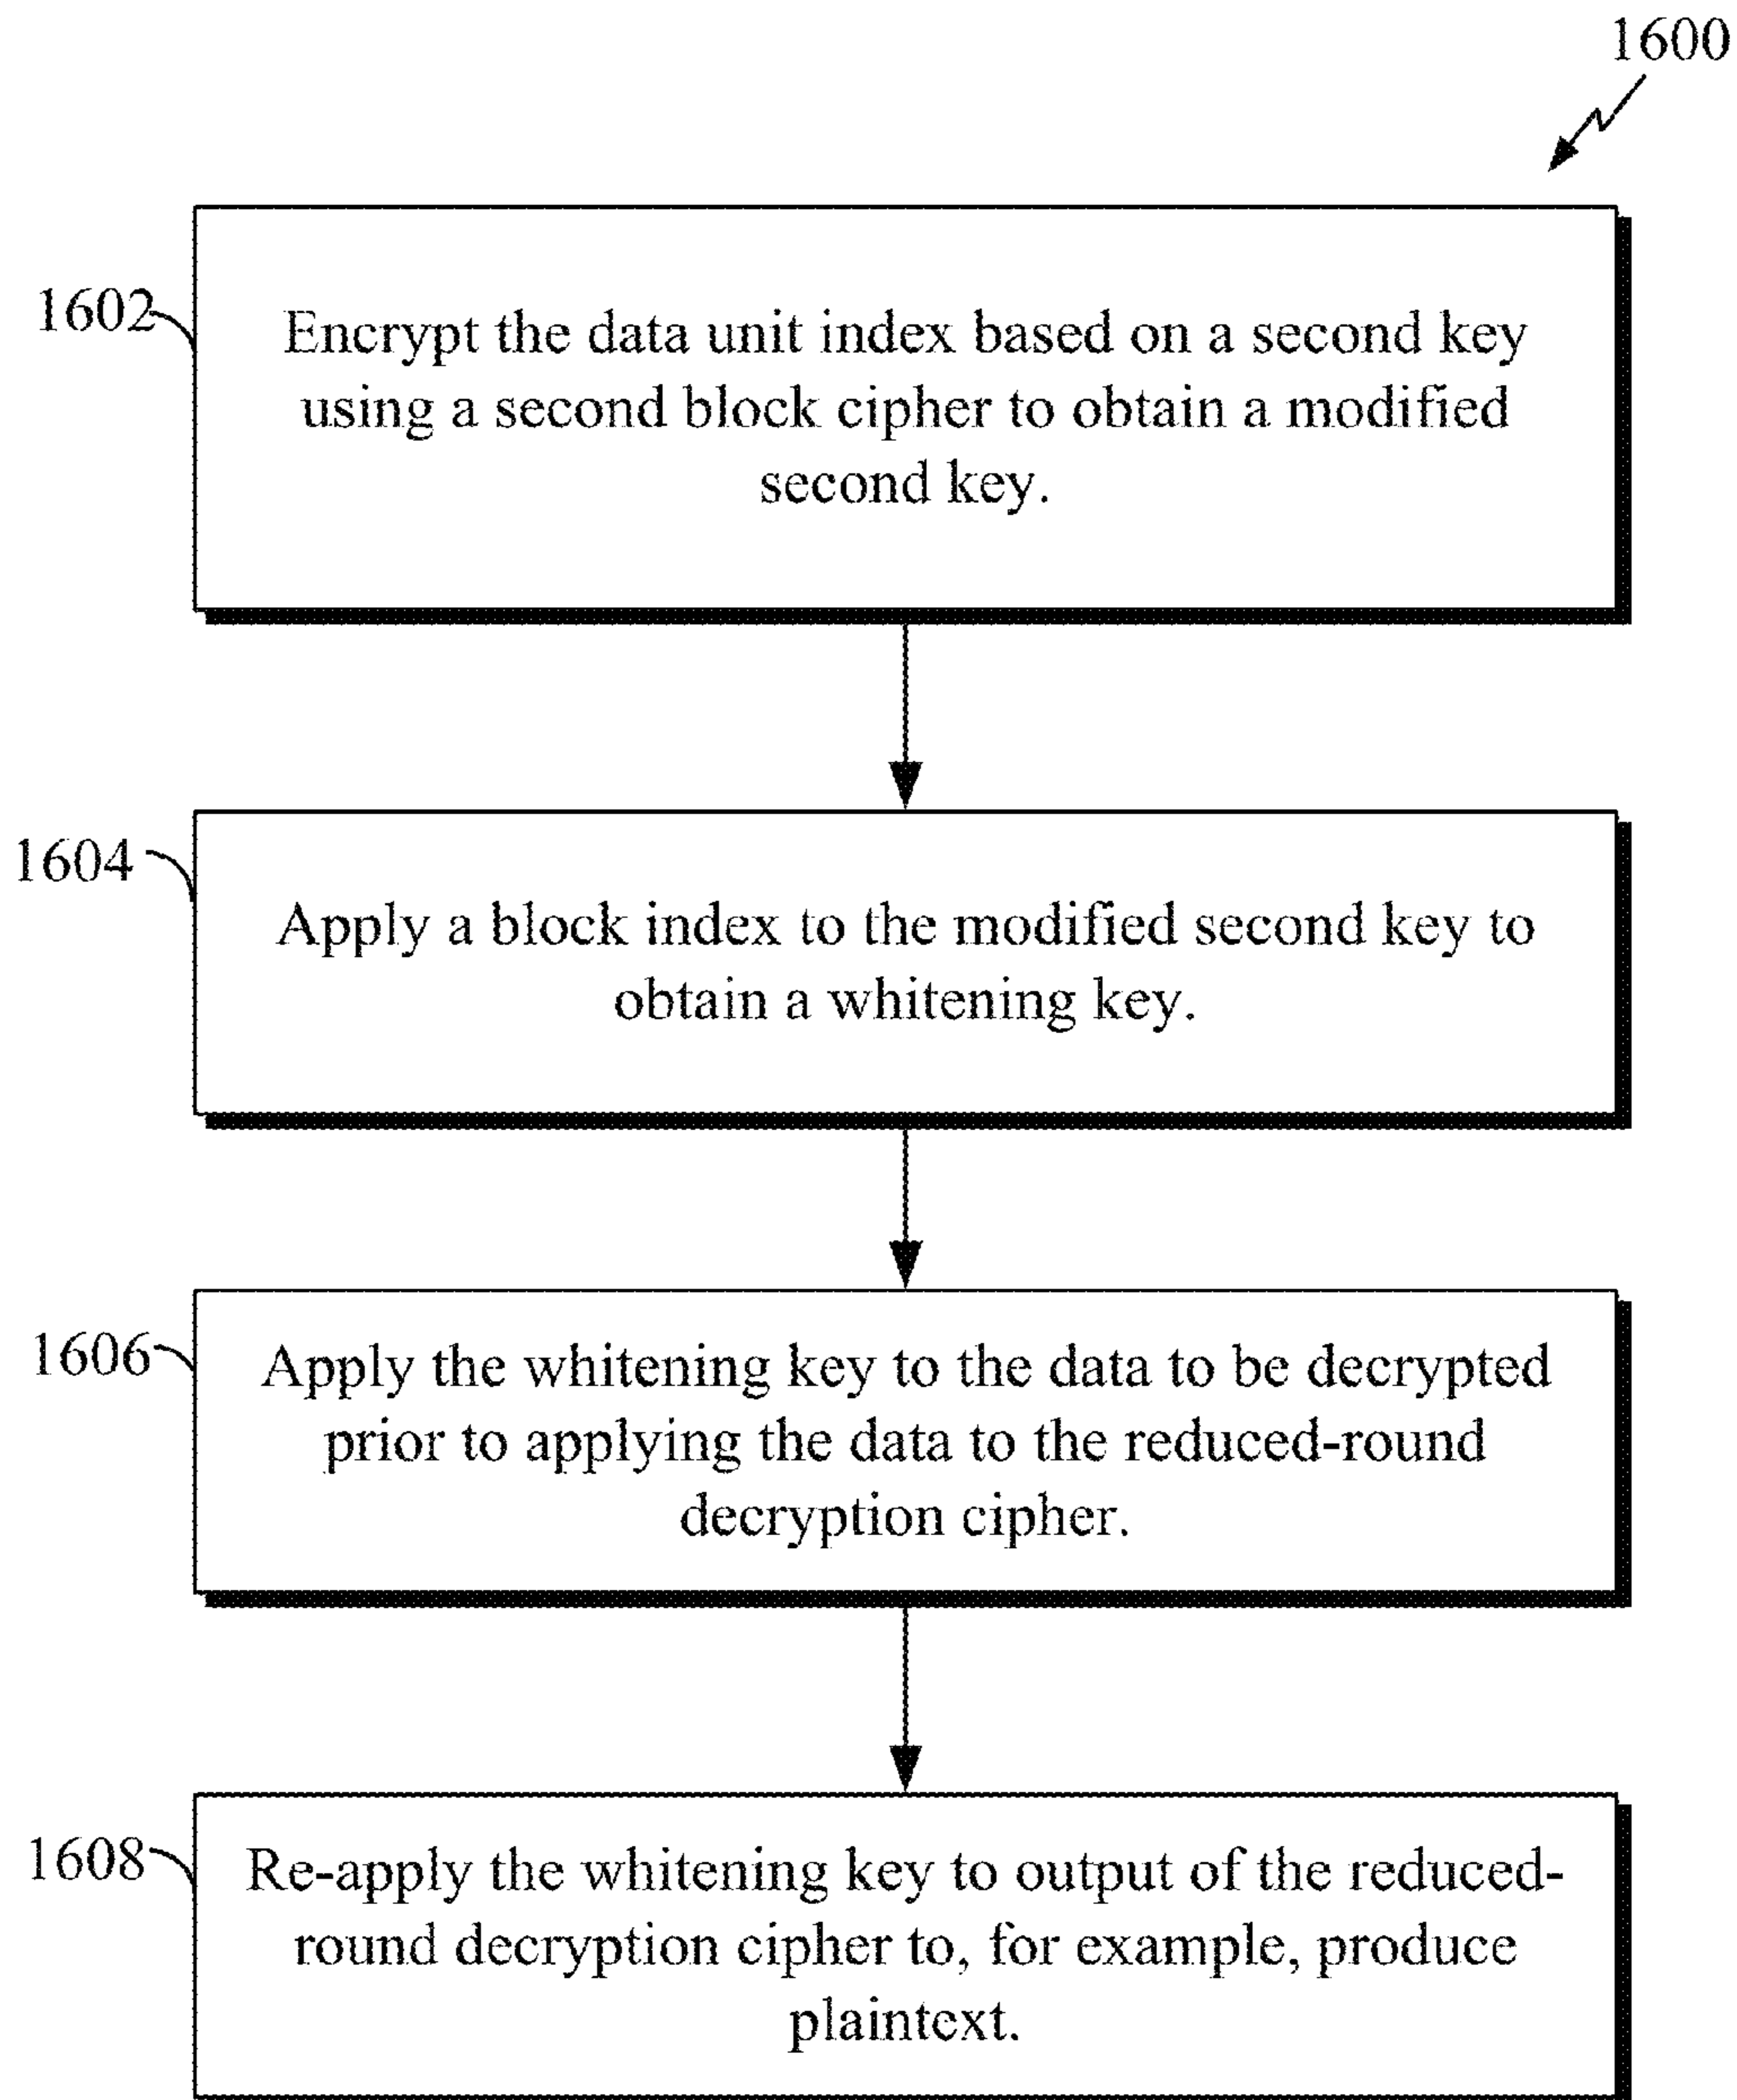 1600
1602
Encrypt the data unit index based on a second key
using a second block cipher to obtain a modified
second key.
1604
Apply a block index to the modified second key to
obtain a whitening key.
1606
Apply the whitening key to the data to be decrypted
prior to applying the data to the reduced-round
decryption cipher.
1608
Re-apply the whitening key to output of the reduced-
round decryption cipher to, for example, produce
plaintext.